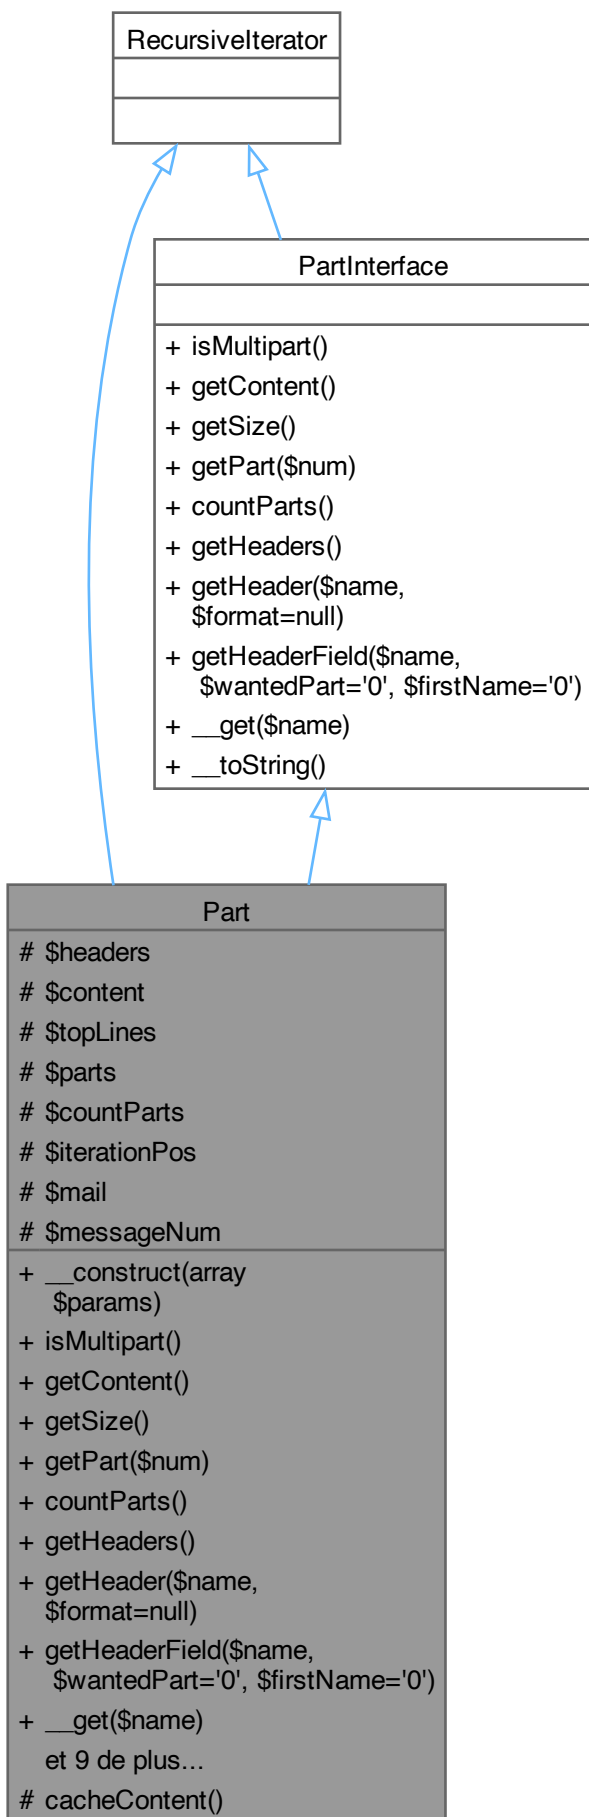 RecursiveIterator
PartInterface
+ isMultipart()
+ getContent()
+ getSize()
+ getPart($num)
+ countParts()
+ getHeaders()
+ getHeader($name,
$format=null)
+ getHeaderField($name,
$wantedPart='0', $firstName='0')
+ __get($name)
+ __toString()
Part
# $headers
# $content
# $topLines
# $parts
# $countParts
# $iterationPos
# $mail
# $messageNum
+ __construct(array
$params)
+ isMultipart()
+ getContent()
+ getSize()
+ getPart($num)
+ countParts()
+ getHeaders()
+ getHeader($name,
$format=null)
+ getHeaderField($name,
$wantedPart='0', $firstName='0')
+ __get($name)
et 9 de plus...
# cacheContent()